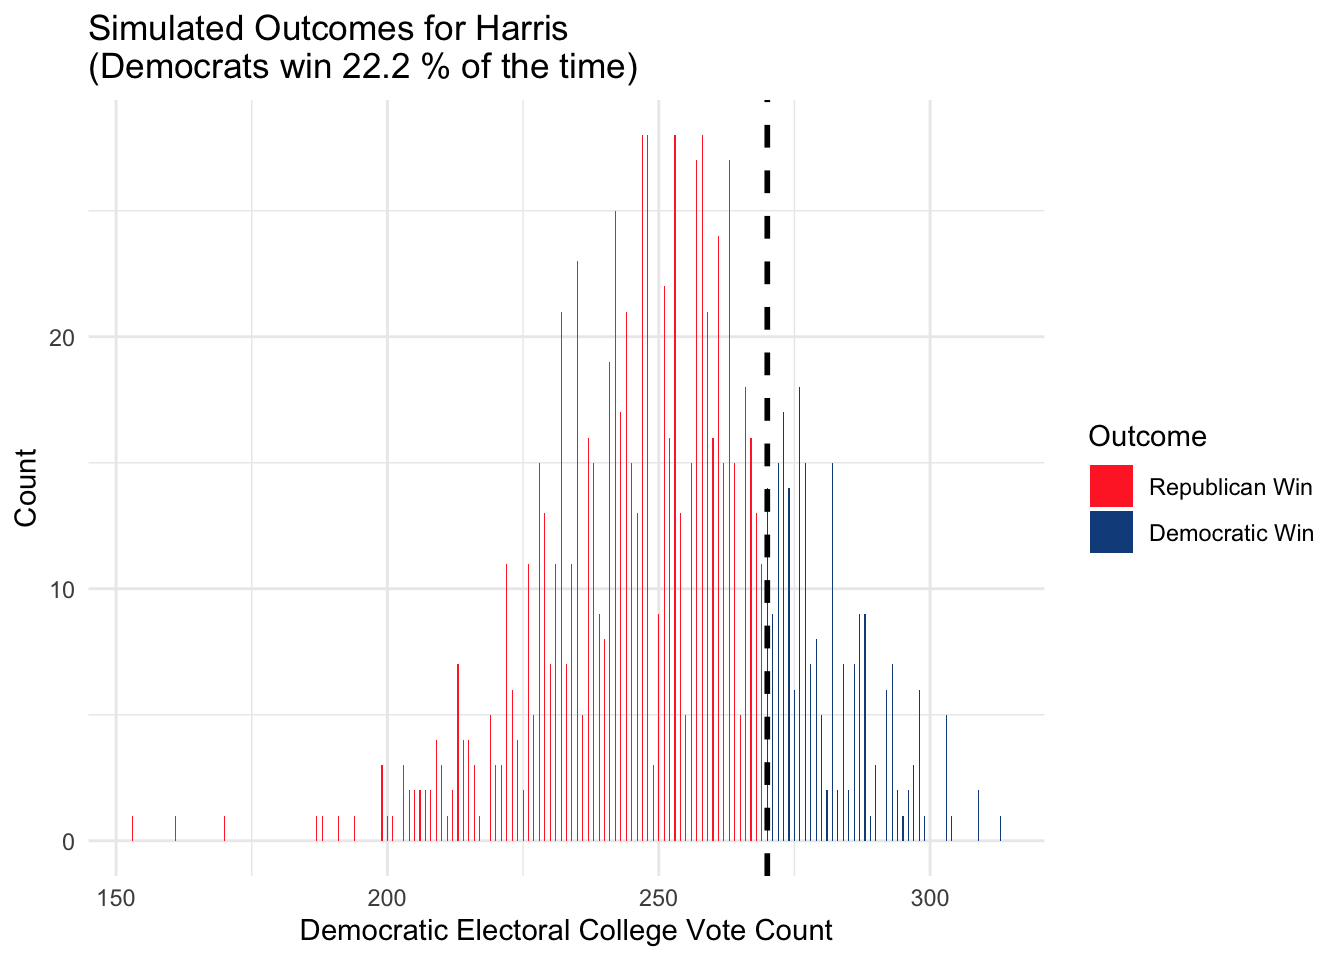 Simulated Outcomes for Harris
(Democrats win 22.2 % of the time)
Count
20
10
0
150
200
250
300
Democratic Electoral College Vote Count
Outcome
Republican Win
Democratic Win